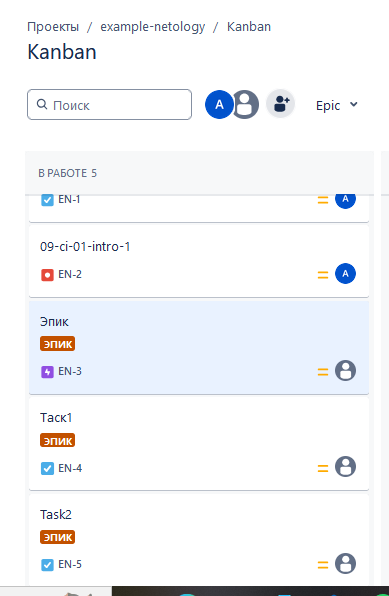 Проекты / example-netology / Kanban
Kanban
Поиск
A
Epic
В РАБОТЕ 5
EN-1
A
09-ci-01-intro-1
EN-2
A
Эпик
ЭПИК
EN-3
Таск1
ЭПИК
EN-4
Task2
ЭПИК
EN-5